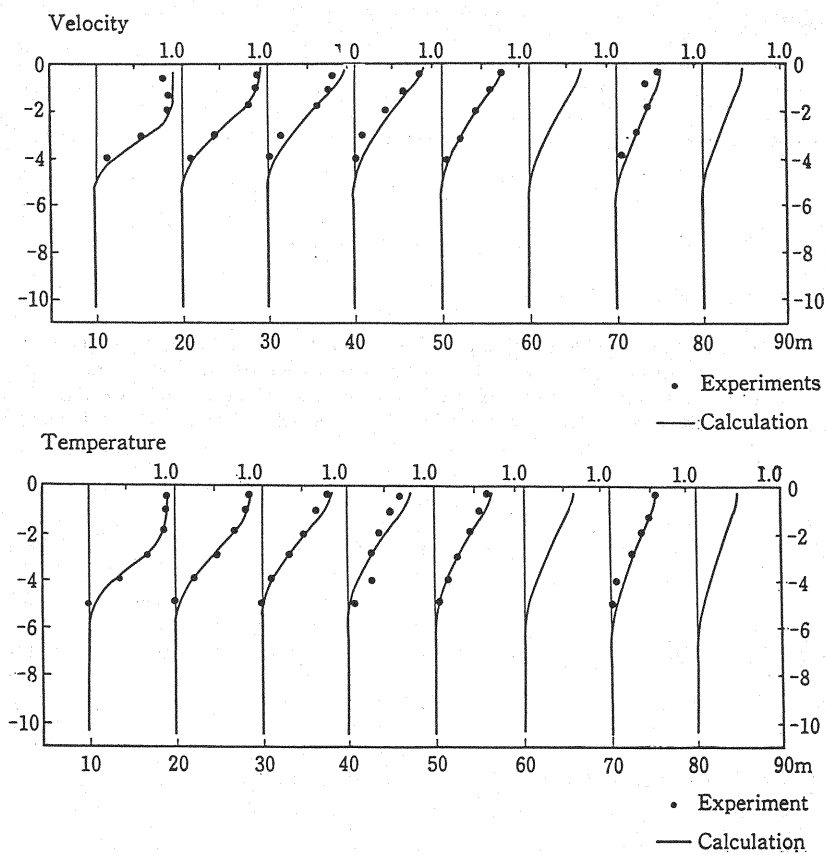 Velocity
1.0 1.0 1 0 1.0 1.0 1.0 1.0 1.0
0 0
-2 -2
-4 -4
-6 -6
-8 -8
-10 -10
10 20 30 40 50 60 70 80 90m
Experiments
Calculation
Temperature
1.0 1.0 1.0 1.0 1.0 1.0 1.0 1.0
0 0
-2 -2
-4 -4
-6 -6
-8 -8
-10 -10
10 20 30 40 50 60 70 80 90m
Experiment
Calculation